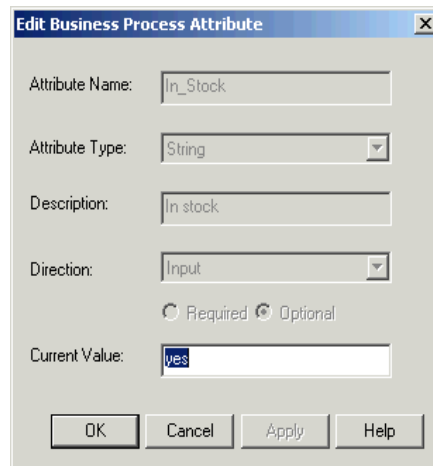 Edit Business Process Attribute
Attribute Name: In_Stock
Attribute Type: String
Description: In stock
Direction: Input
Required Optional
Current Value: yes
OK Cancel Apply Help